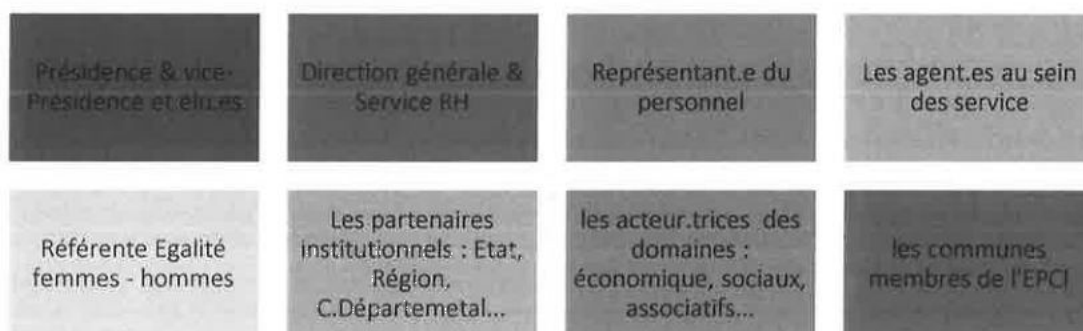 Présidence & vice-
Présidence et élu.es
Direction générale &
Service RH
Représentant.e du
personnel
Les agent.es au sein
des service
Référente Egalité
femmes - hommes
Les partenaires
institutionnels : Etat,
Région,
C.Départemetal...
les acteur.trices des
domaines :
économique, sociaux,
associatifs...
les communes
membres de l'EPCI